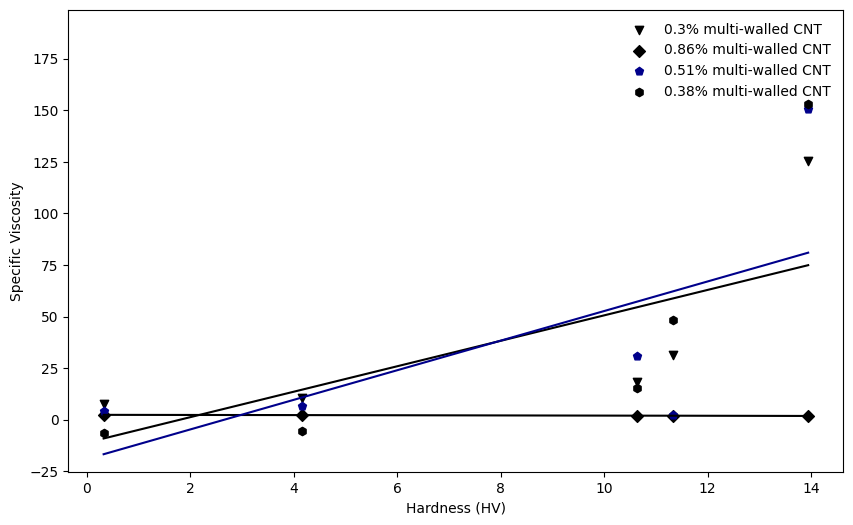 0.3% multi-walled CNT
0.86% multi-walled CNT
0.51% multi-walled CNT
0.38% multi-walled CNT
175
150
125
100
75
50
25
0
−25
Specific Viscosity
0 2 4 6 8 10 12 14
Hardness (HV)